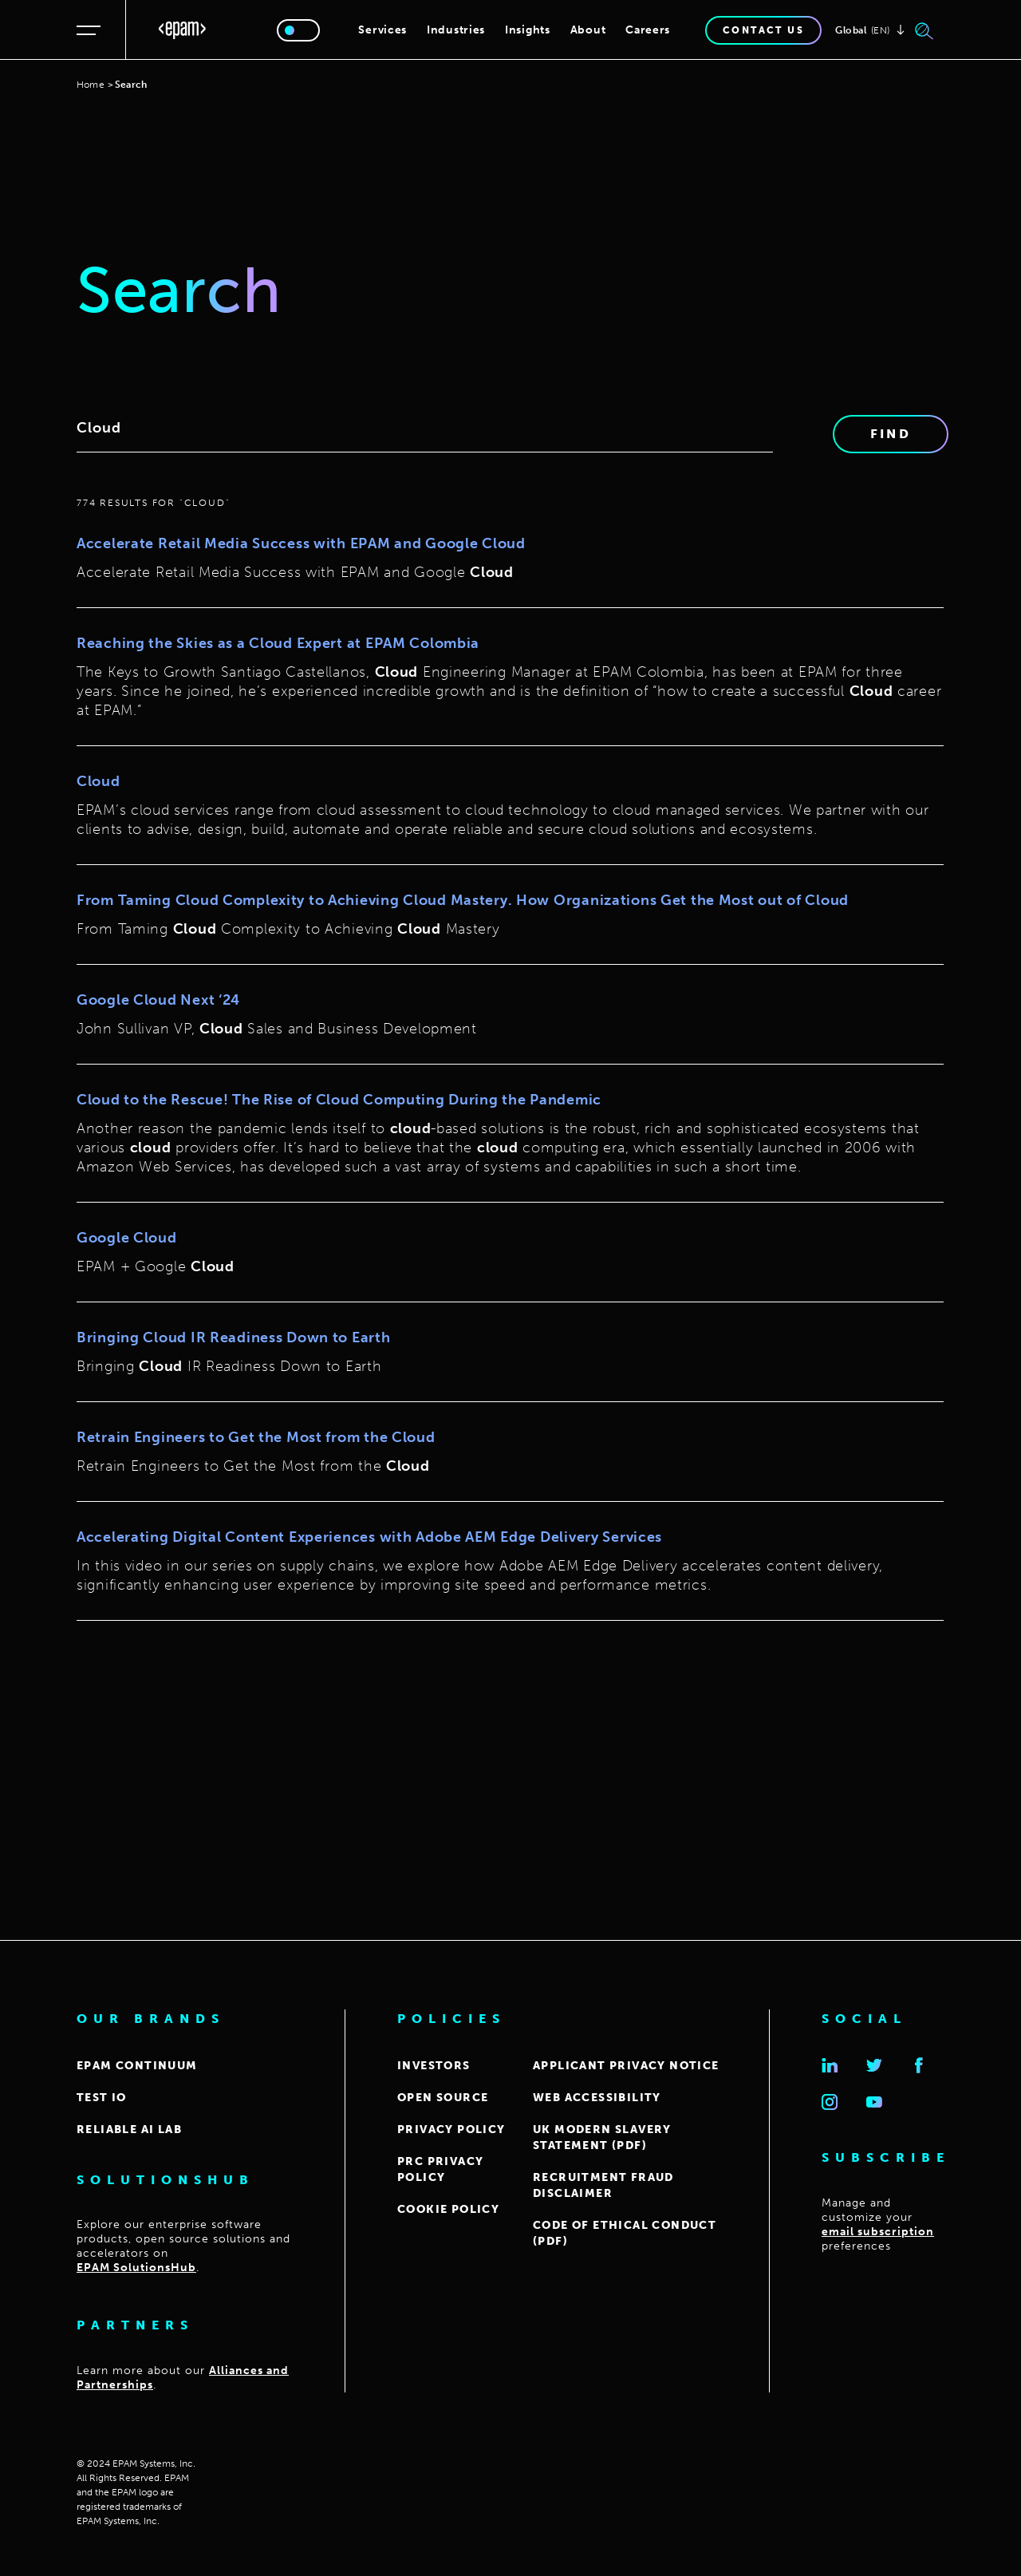 <epam>
Services
Industries
Insights
About
Careers
CONTACT US
Global (EN)
Home > Search
Search
Cloud
FIND
774 RESULTS FOR "CLOUD"
Accelerate Retail Media Success with EPAM and Google Cloud
Accelerate Retail Media Success with EPAM and Google Cloud
Reaching the Skies as a Cloud Expert at EPAM Colombia
The Keys to Growth Santiago Castellanos, Cloud Engineering Manager at EPAM Colombia, has been at EPAM for three
years. Since he joined, he’s experienced incredible growth and is the definition of “how to create a successful Cloud career
at EPAM.”
Cloud
EPAM’s cloud services range from cloud assessment to cloud technology to cloud managed services. We partner with our
clients to advise, design, build, automate and operate reliable and secure cloud solutions and ecosystems.
From Taming Cloud Complexity to Achieving Cloud Mastery. How Organizations Get the Most out of Cloud
From Taming Cloud Complexity to Achieving Cloud Mastery
Google Cloud Next ’24
John Sullivan VP, Cloud Sales and Business Development
Cloud to the Rescue! The Rise of Cloud Computing During the Pandemic
Another reason the pandemic lends itself to cloud-based solutions is the robust, rich and sophisticated ecosystems that
various cloud providers offer. It’s hard to believe that the cloud computing era, which essentially launched in 2006 with
Amazon Web Services, has developed such a vast array of systems and capabilities in such a short time.
Google Cloud
EPAM + Google Cloud
Bringing Cloud IR Readiness Down to Earth
Bringing Cloud IR Readiness Down to Earth
Retrain Engineers to Get the Most from the Cloud
Retrain Engineers to Get the Most from the Cloud
Accelerating Digital Content Experiences with Adobe AEM Edge Delivery Services
In this video in our series on supply chains, we explore how Adobe AEM Edge Delivery accelerates content delivery,
significantly enhancing user experience by improving site speed and performance metrics.
OUR BRANDS
EPAM CONTINUUM
TEST IO
RELIABLE AI LAB
SOLUTIONSHUB
Explore our enterprise software
products, open source solutions and
accelerators on
EPAM SolutionsHub.
PARTNERS
Learn more about our Alliances and
Partnerships.
POLICIES
INVESTORS
OPEN SOURCE
PRIVACY POLICY
PRC PRIVACY
POLICY
COOKIE POLICY
APPLICANT PRIVACY NOTICE
WEB ACCESSIBILITY
UK MODERN SLAVERY
STATEMENT (PDF)
RECRUITMENT FRAUD
DISCLAIMER
CODE OF ETHICAL CONDUCT
(PDF)
SOCIAL
SUBSCRIBE
Manage and
customize your
email subscription
preferences
© 2024 EPAM Systems, Inc.
All Rights Reserved. EPAM
and the EPAM logo are
registered trademarks of
EPAM Systems, Inc.